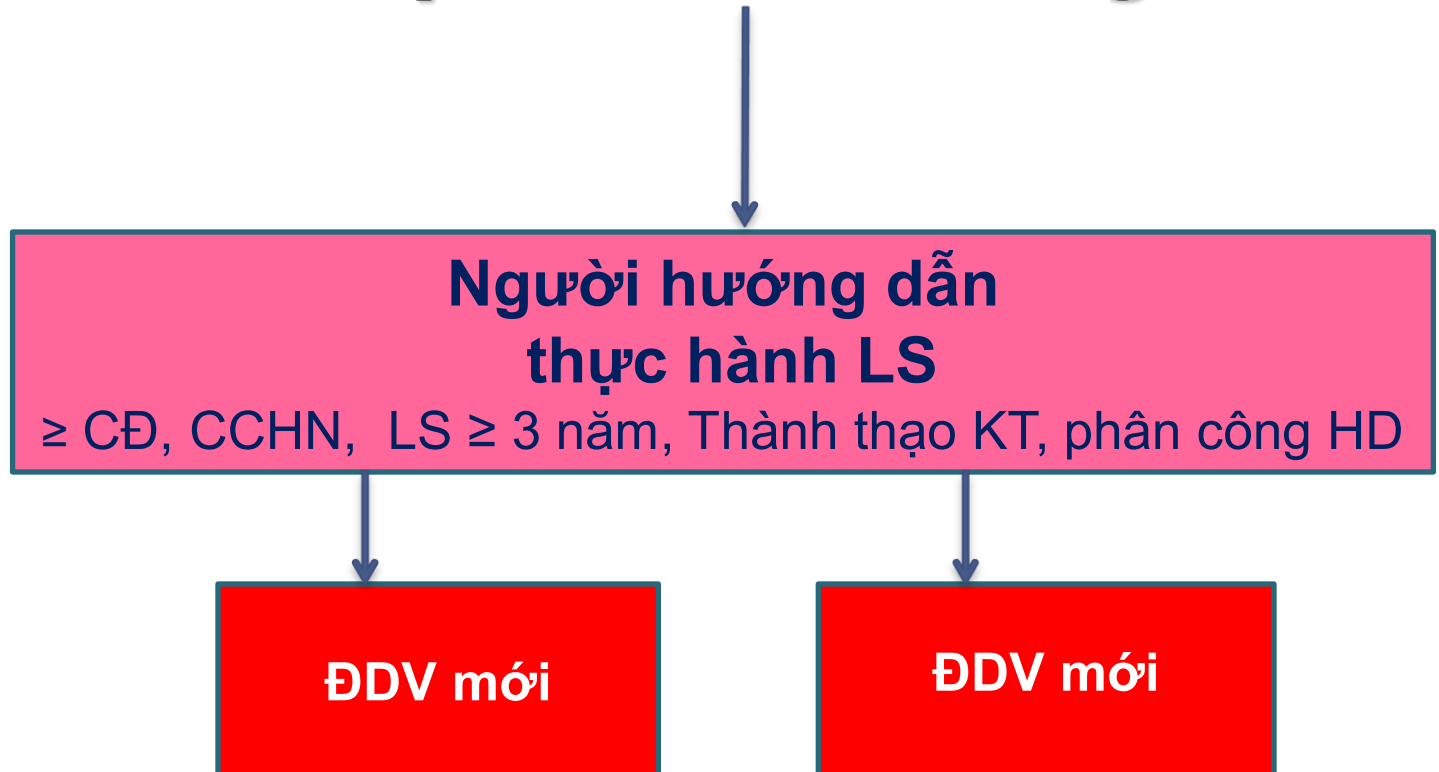 Người hướng dẫn
thực hành LS
≥ CĐ, CCHN, LS ≥ 3 năm, Thành thạo KT, phân công HD
ĐDV mới
ĐDV mới